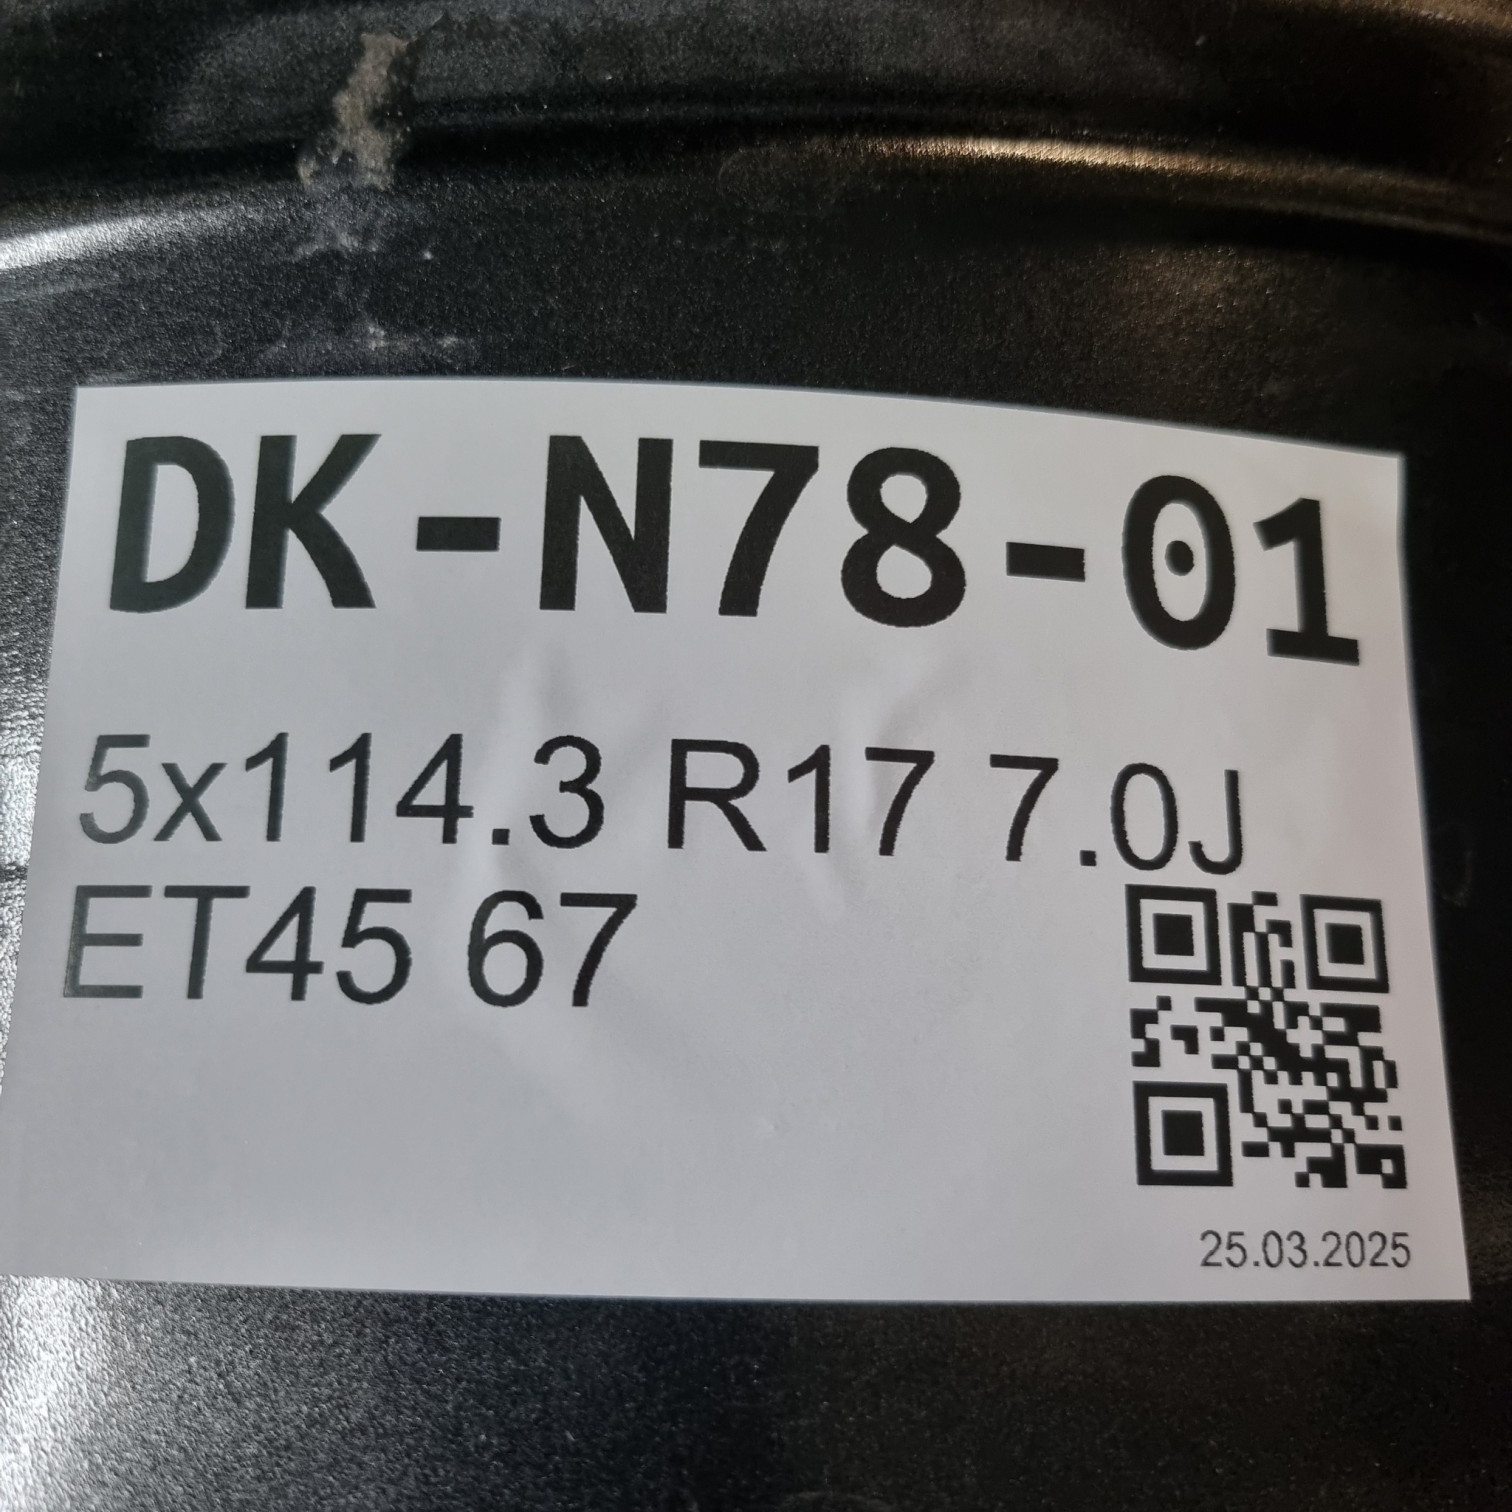 DK-N78-01
5x114.3 R17 7.0J
ET45 67
25.03.2025